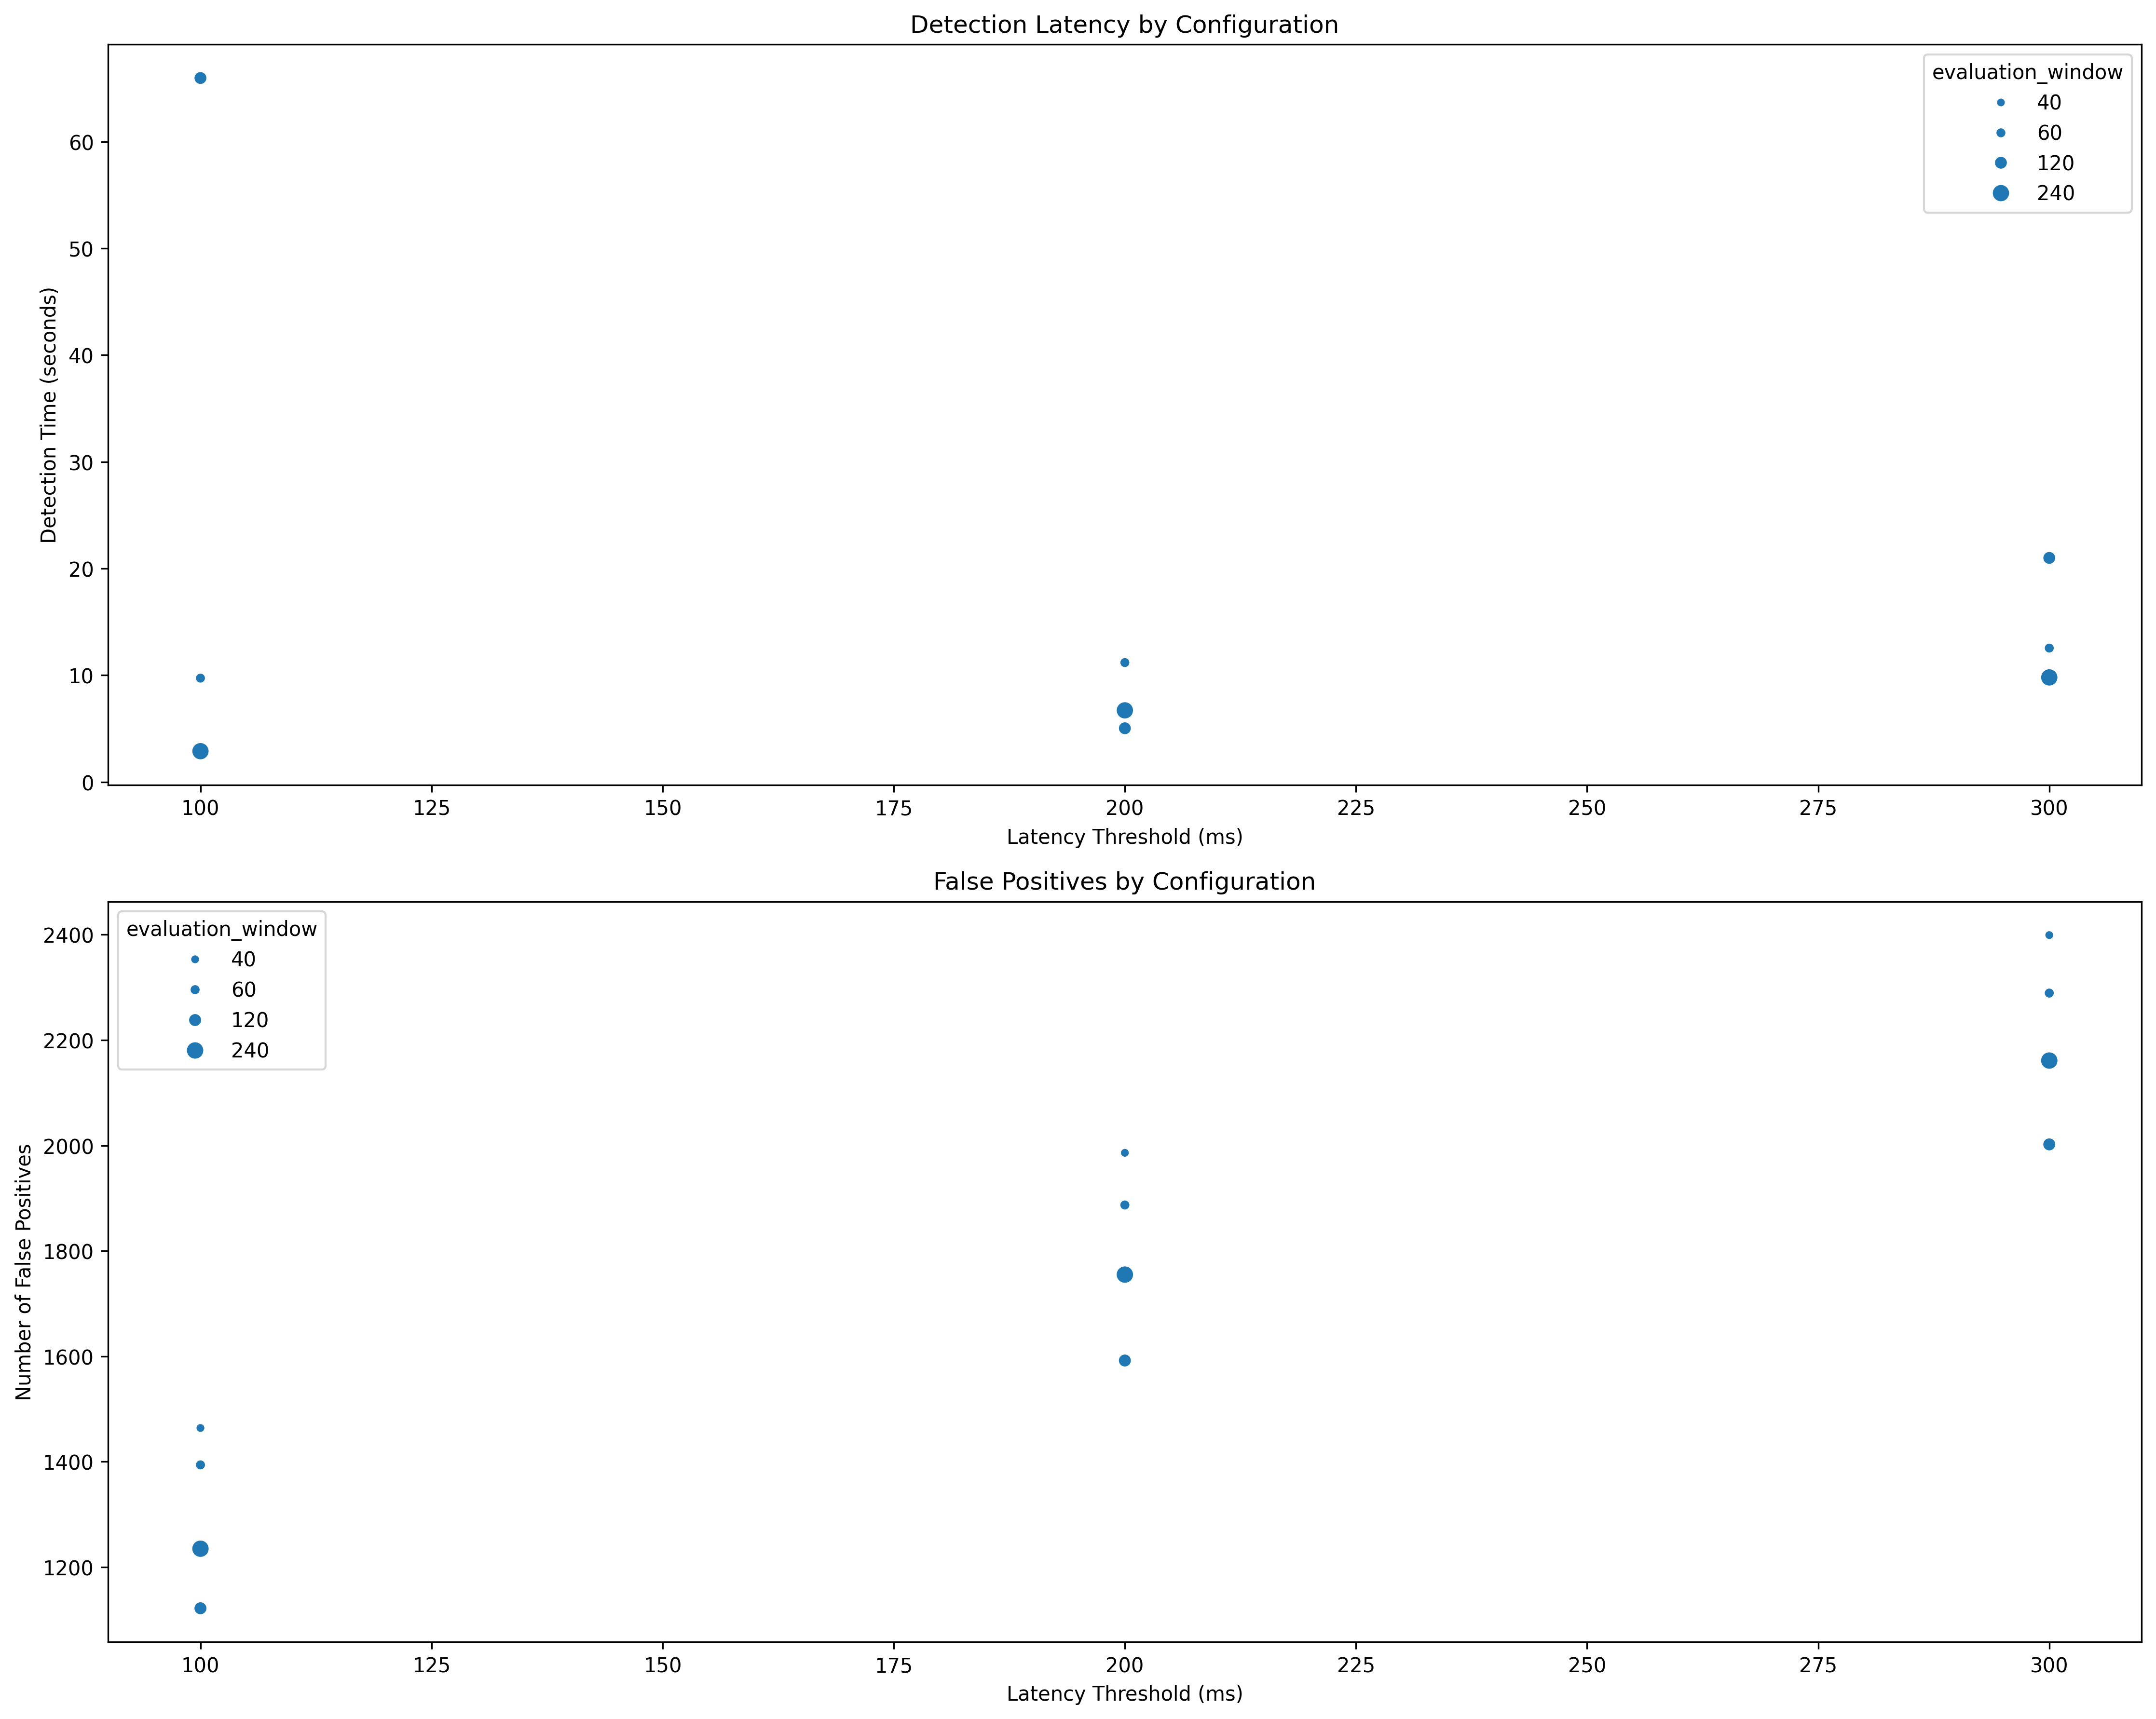 Detection Latency by Configuration
evaluation_window
40
60
120
240
60
50
40
30
20
10
0
Detection Time (seconds)
100 125 150 175 200 225 250 275 300
Latency Threshold (ms)
False Positives by Configuration
evaluation_window
40
60
120
240
2400
2200
2000
1800
1600
1400
1200
Number of False Positives
100 125 150 175 200 225 250 275 300
Latency Threshold (ms)